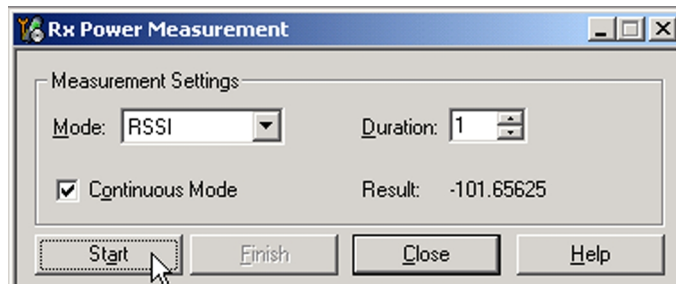 Rx Power Measurement
Measurement Settings
Mode: RSSI Duration: 1
Continuous Mode Result: -101.65625
Start Finish Close Help